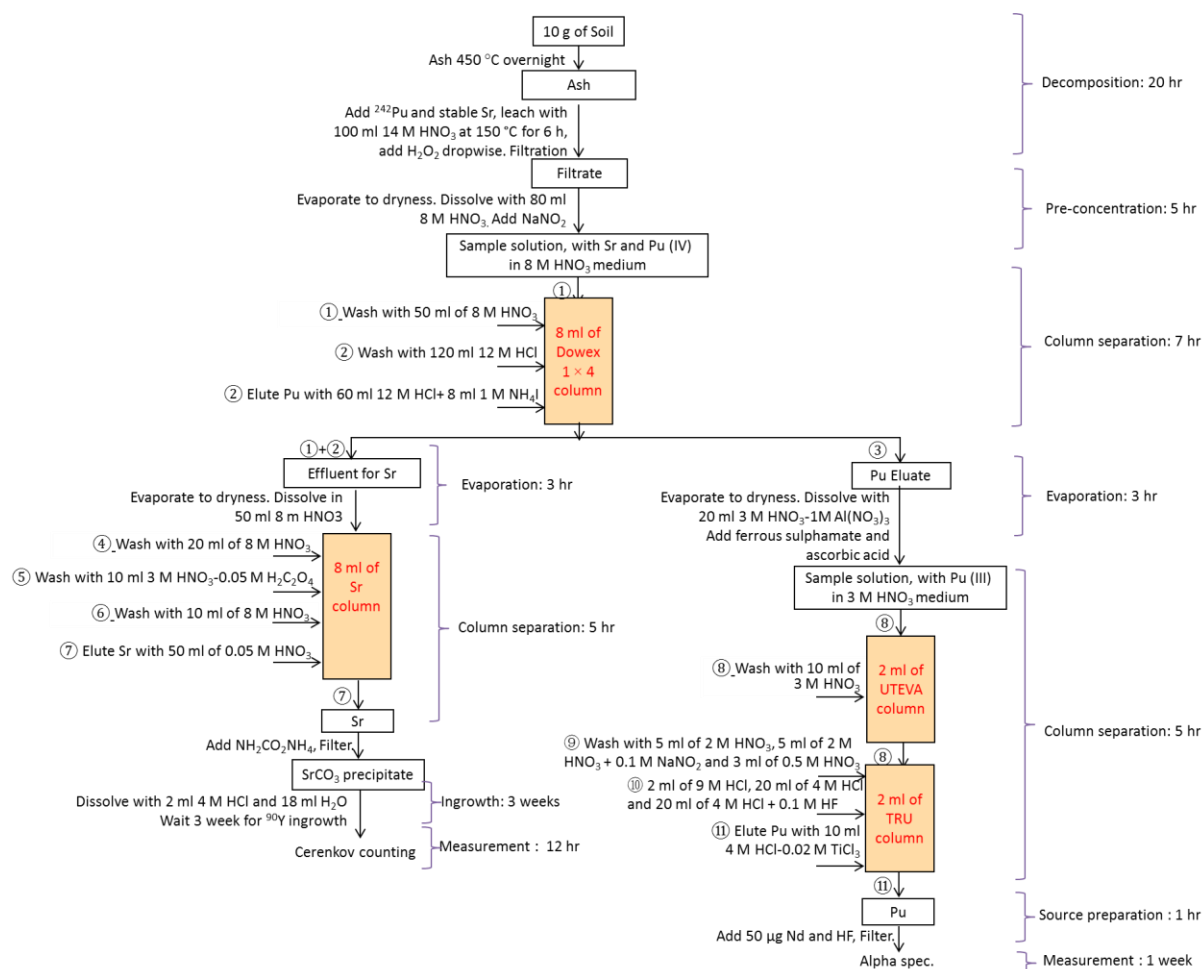 10 g of Soil
Ash 450 °C overnight
Ash
Decomposition: 20 hr
Add ²⁴²Pu and stable Sr, leach with
100 ml 14 M HNO₃ at 150 °C for 6 h,
add H₂O₂ dropwise. Filtration
Filtrate
Evaporate to dryness. Dissolve with 80 ml
8 M HNO₃. Add NaNO₂
Pre-concentration: 5 hr
Sample solution, with Sr and Pu (IV)
in 8 M HNO₃ medium
①
① Wash with 50 ml of 8 M HNO₃
② Wash with 120 ml 12 M HCl
② Elute Pu with 60 ml 12 M HCl+ 8 ml 1 M NH₄I
8 ml of
Dowex
1 × 4
column
Column separation: 7 hr
①+②
Effluent for Sr
Evaporation: 3 hr
Evaporate to dryness. Dissolve in
50 ml 8 m HNO3
④ Wash with 20 ml of 8 M HNO₃
⑤ Wash with 10 ml 3 M HNO₃-0.05 M H₂C₂O₄
⑥ Wash with 10 ml of 8 M HNO₃
⑦ Elute Sr with 50 ml of 0.05 M HNO₃
8 ml of
Sr
column
Column separation: 5 hr
⑦
Sr
Add NH₂CO₂NH₄, Filter.
SrCO₃ precipitate
Dissolve with 2 ml 4 M HCl and 18 ml H₂O
Wait 3 week for ⁹⁰Y ingrowth
Ingrowth: 3 weeks
Cerenkov counting
Measurement : 12 hr
③
Pu Eluate
Evaporation: 3 hr
Evaporate to dryness. Dissolve with
20 ml 3 M HNO₃-1M Al(NO₃)₃
Add ferrous sulphamate and
ascorbic acid
Sample solution, with Pu (III)
in 3 M HNO₃ medium
⑧
⑧ Wash with 10 ml of
3 M HNO₃
2 ml of
UTEVA
column
⑧
⑨ Wash with 5 ml of 2 M HNO₃, 5 ml of 2 M
HNO₃ + 0.1 M NaNO₂ and 3 ml of 0.5 M HNO₃
⑩ 2 ml of 9 M HCl, 20 ml of 4 M HCl
and 20 ml of 4 M HCl + 0.1 M HF
⑪ Elute Pu with 10 ml
4 M HCl-0.02 M TiCl₃
2 ml of
TRU
column
Column separation: 5 hr
⑪
Pu
Source preparation : 1 hr
Add 50 µg Nd and HF, Filter.
Alpha spec.
Measurement : 1 week